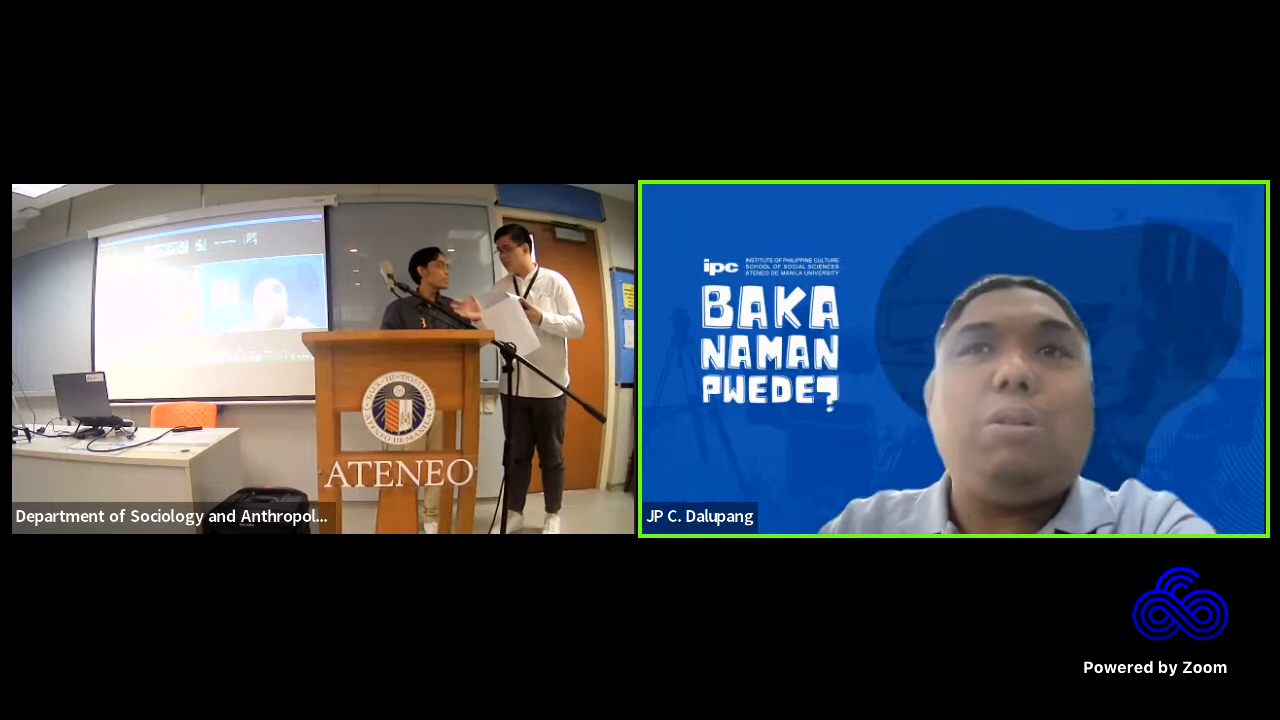 ATENEO
Department of Sociology and Anthropol...
ipc
INSTITUTE OF PHILIPPINE CULTURE
SCHOOL OF SOCIAL SCIENCES
ATENEO DE MANILA UNIVERSITY
BAKA
NAMAN
PWEDE?
JP C. Dalupang
Powered by Zoom